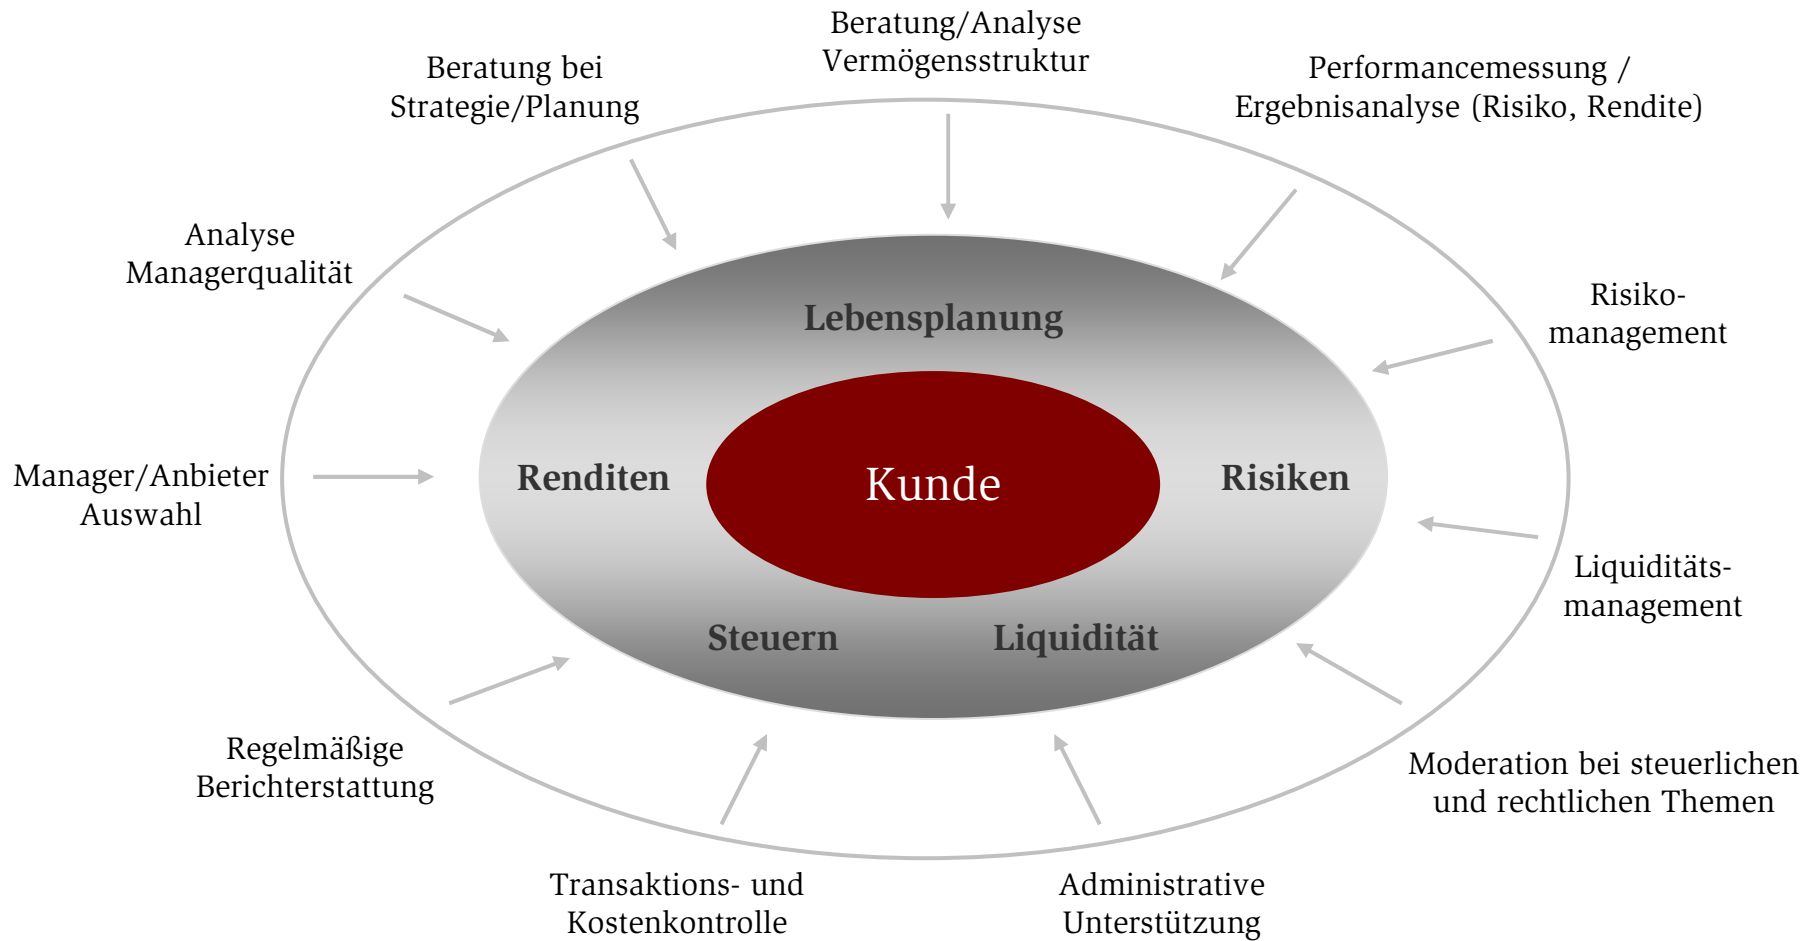 Beratung/Analyse
Vermögensstruktur
Beratung bei
Strategie/Planung
Performancemessung /
Ergebnisanalyse (Risiko, Rendite)
Analyse
Managerqualität
Risiko-
management
Lebensplanung
Manager/Anbieter
Auswahl
Renditen
Kunde
Risiken
Liquiditäts-
management
Steuern
Liquidität
Regelmäßige
Berichterstattung
Moderation bei steuerlichen
und rechtlichen Themen
Transaktions- und
Kostenkontrolle
Administrative
Unterstützung